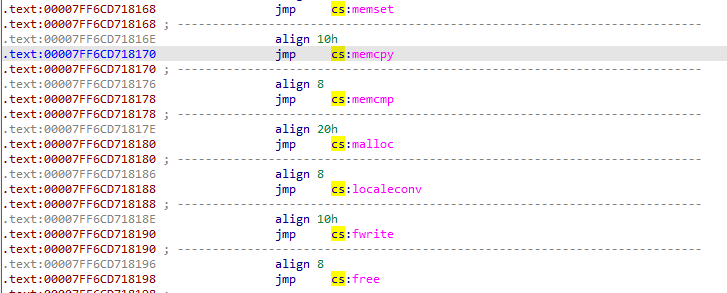 .text:00007FF6CD718168 jmp cs:memset
.text:00007FF6CD718168 ; ---------------------------------------------------------------------------
.text:00007FF6CD71816E align 10h
.text:00007FF6CD718170 jmp cs:memcpy
.text:00007FF6CD718170 ; ---------------------------------------------------------------------------
.text:00007FF6CD718176 align 8
.text:00007FF6CD718178 jmp cs:memcmp
.text:00007FF6CD718178 ; ---------------------------------------------------------------------------
.text:00007FF6CD71817E align 20h
.text:00007FF6CD718180 jmp cs:malloc
.text:00007FF6CD718180 ; ---------------------------------------------------------------------------
.text:00007FF6CD718186 align 8
.text:00007FF6CD718188 jmp cs:localeconv
.text:00007FF6CD718188 ; ---------------------------------------------------------------------------
.text:00007FF6CD71818E align 10h
.text:00007FF6CD718190 jmp cs:fwrite
.text:00007FF6CD718190 ; ---------------------------------------------------------------------------
.text:00007FF6CD718196 align 8
.text:00007FF6CD718198 jmp cs:free